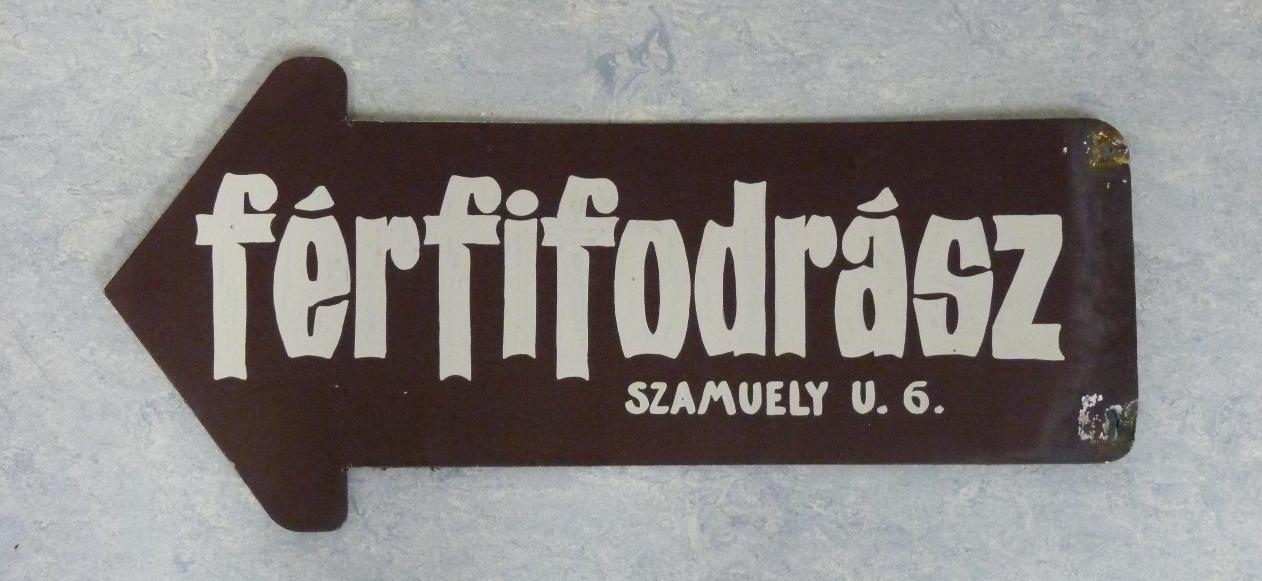 férfifodrász
SZAMUELY U. 6.